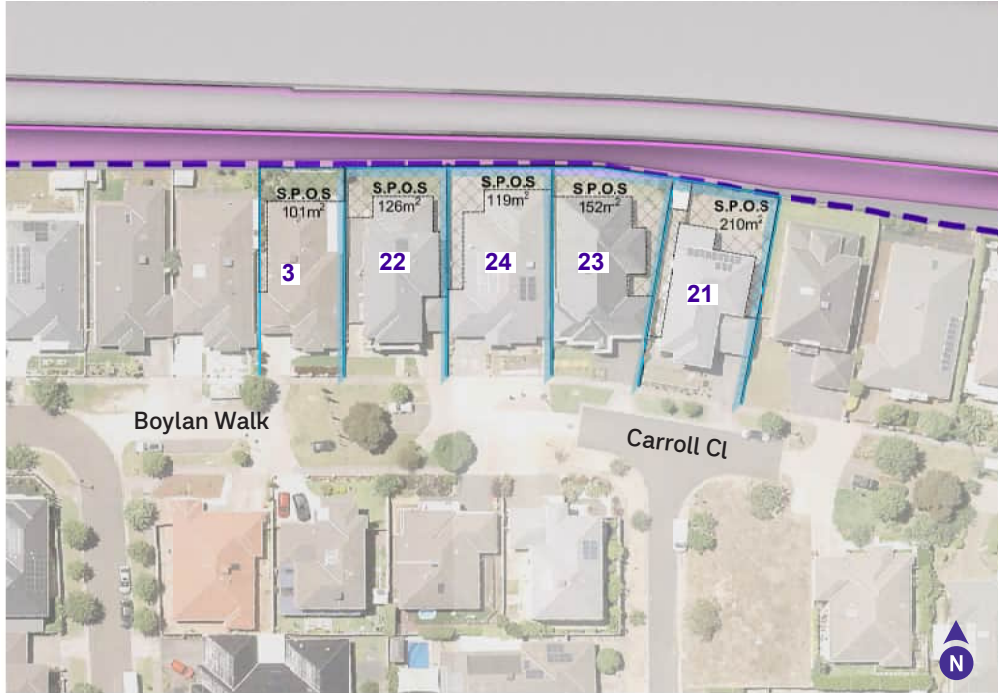 S.P.O.S
101m²
S.P.O.S
126m²
S.P.O.S
119m²
S.P.O.S
152m²
S.P.O.S
210m²
3
22
24
23
21
Boylan Walk
Carroll Cl
N